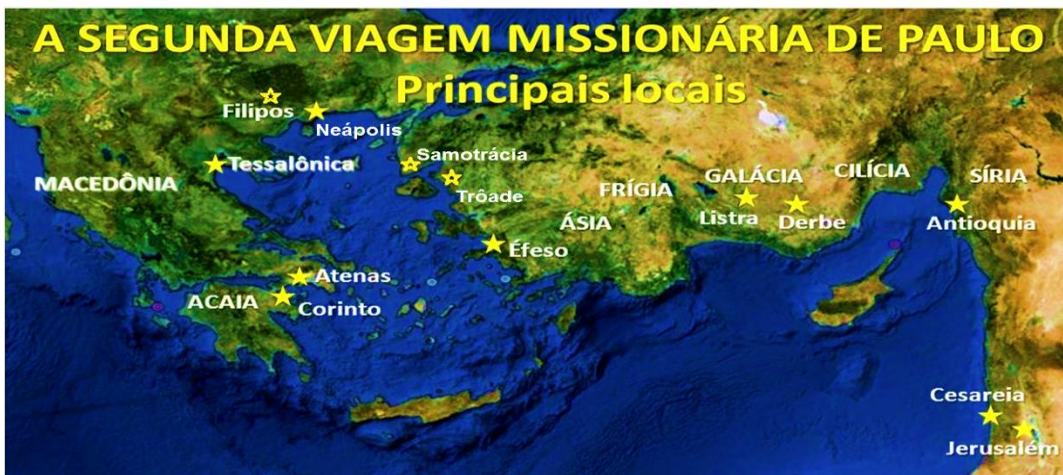 A SEGUNDA VIAGEM MISSIONÁRIA DE PAULO
Principais locais
Filipos
Neápolis
Tessalônica
Samotrácia
MACEDÔNIA
Trôade
FRÍGIA
GALÁCIA
CILÍCIA
SÍRIA
Listra
Derbe
Antioquia
ÁSIA
Éfeso
Atenas
ACAIA
Corinto
Cesareia
Jerusalém